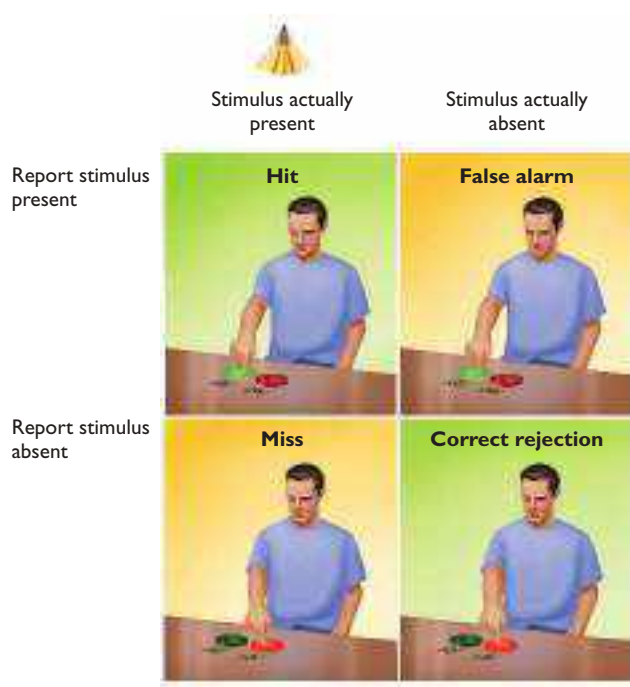 Stimulus actually
present
Stimulus actually
absent
Report stimulus
present
Hit
False alarm
Report stimulus
absent
Miss
Correct rejection